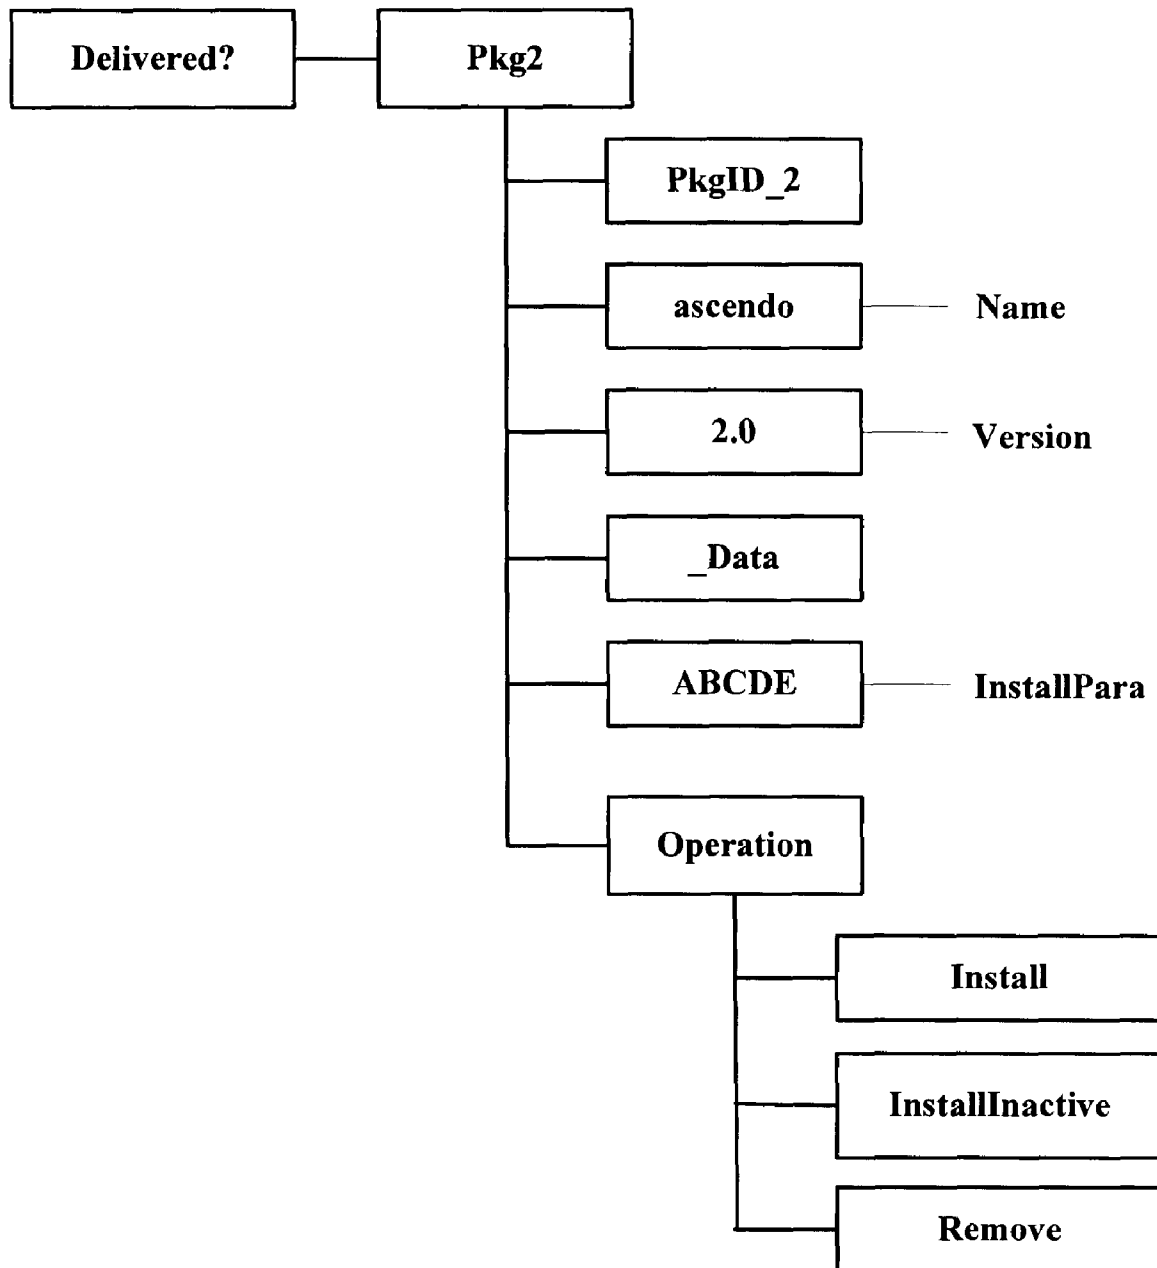 Delivered?
Pkg2
PkgID_2
ascendo
Name
2.0
Version
_Data
ABCDE
InstallPara
Operation
Install
InstallInactive
Remove